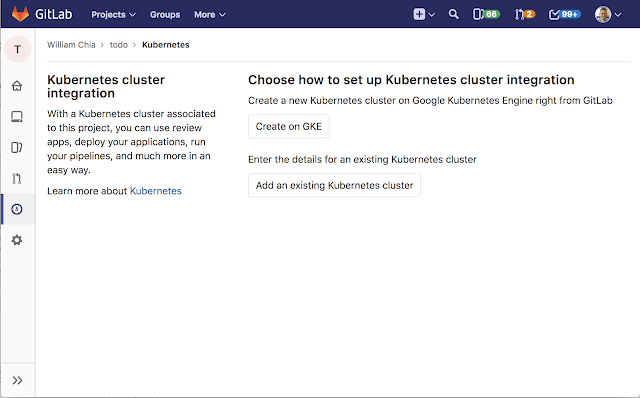 GitLab Projects Groups More 66 2 99+
William Chia > todo > Kubernetes
T
Kubernetes cluster
integration
With a Kubernetes cluster associated
to this project, you can use review
apps, deploy your applications, run
your pipelines, and much more in an
easy way.
Learn more about Kubernetes
Choose how to set up Kubernetes cluster integration
Create a new Kubernetes cluster on Google Kubernetes Engine right from GitLab
Create on GKE
Enter the details for an existing Kubernetes cluster
Add an existing Kubernetes cluster